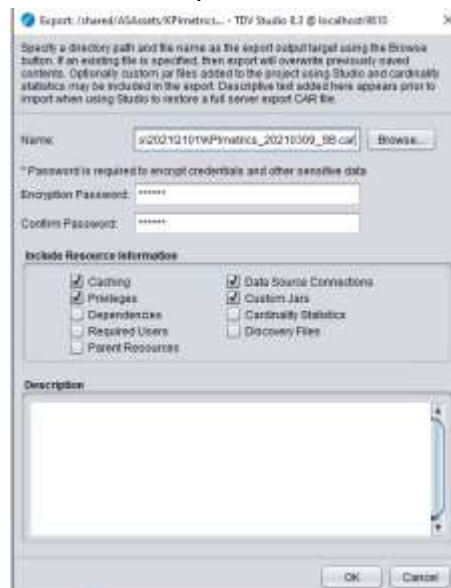 Export: /shared/ASAssets/KPImetrics... - TDV Studio 8.3 @ localhost:9810
Specify a directory path and file name as the export output target using the Browse
button. If an existing file is specified, then export will overwrite previously saved
contents. Optionally custom jar files added to the project using Studio and cardinality
statistics may be included in the export. Descriptive text added here appears prior to
import when using Studio to restore a full server export CAR file.
Name: s\2021Q101\KPImetrics_20210309_SB.car Browse...
* Password is required to encrypt credentials and other sensitive data
Encryption Password: ******
Confirm Password: ******
Include Resource Information
Caching Data Source Connections
Privileges Custom Jars
Dependencies Cardinality Statistics
Required Users Discovery Files
Parent Resources
Description
OK Cancel